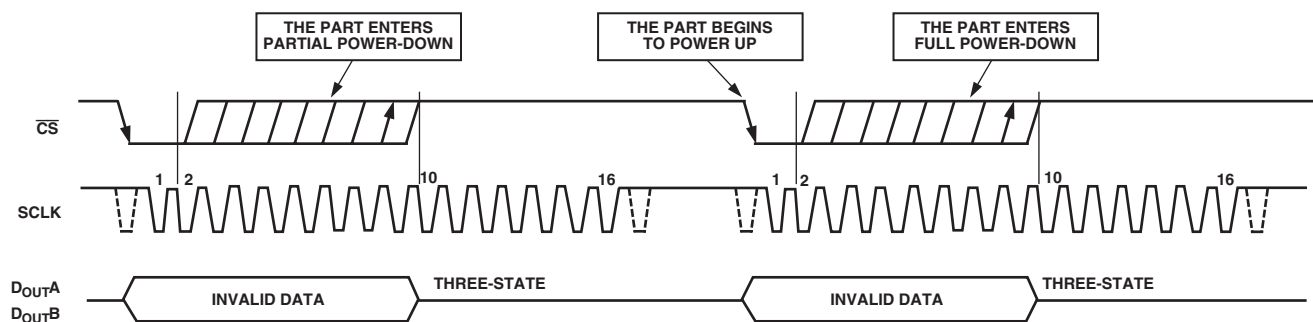 THE PART ENTERS
PARTIAL POWER-DOWN
THE PART BEGINS
TO POWER UP
THE PART ENTERS
FULL POWER-DOWN
CS
1 2 10 16 1 2 10 16
SCLK
DOUTA
DOUTB
INVALID DATA
THREE-STATE
INVALID DATA
THREE-STATE